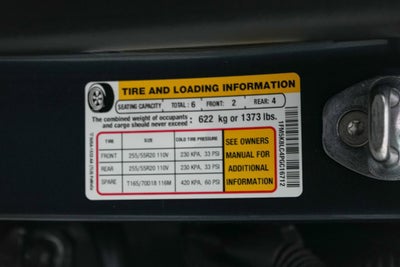 TIRE AND LOADING INFORMATION
SEATING CAPACITY TOTAL: 6 FRONT: 2 REAR: 4
The combined weight of occupants
and cargo should never exceed: 622 kg or 1373 lbs.
TIRE SIZE COLD TIRE PRESSURE
FRONT 255/55R20 110V 230 KPA, 33 PSI
REAR 255/55R20 110V 230 KPA, 33 PSI
SPARE T165/70D18 116M 420 KPA, 60 PSI
SEE OWNERS
MANUAL FOR
ADDITIONAL
INFORMATION